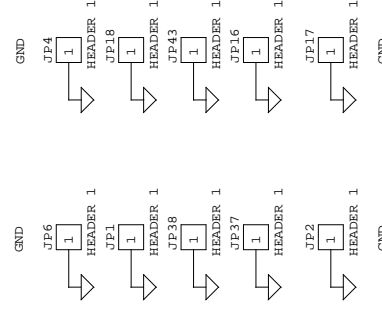 GND GND
JP6 JP4
1 1
HEADER 1 HEADER 1
JP1 JP18
1 1
HEADER 1 HEADER 1
JP38 JP43
1 1
HEADER 1 HEADER 1
JP37 JP16
1 1
HEADER 1 HEADER 1
JP2 JP17
1 1
HEADER 1 HEADER 1
GND GND